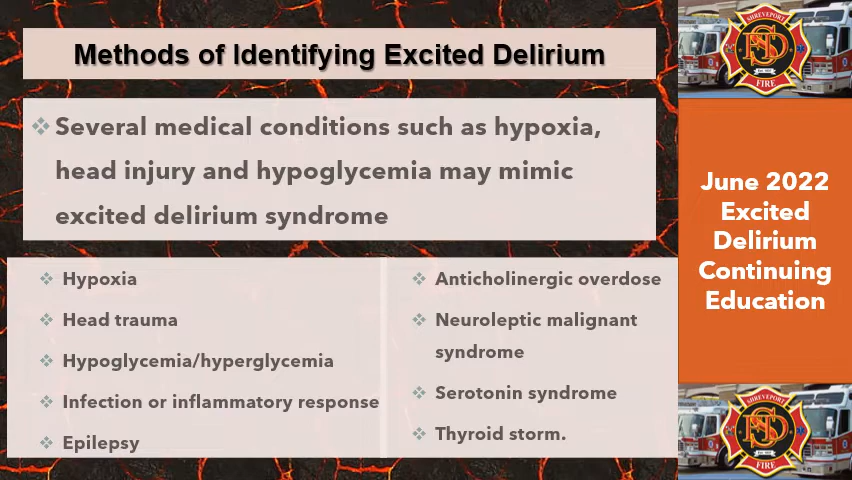 Methods of Identifying Excited Delirium
Several medical conditions such as hypoxia,
head injury and hypoglycemia may mimic
excited delirium syndrome
Hypoxia
Head trauma
Hypoglycemia/hyperglycemia
Infection or inflammatory response
Epilepsy
Anticholinergic overdose
Neuroleptic malignant
syndrome
Serotonin syndrome
Thyroid storm.
SHREVEPORT
FIRE
June 2022
Excited
Delirium
Continuing
Education
SHREVEPORT
FIRE